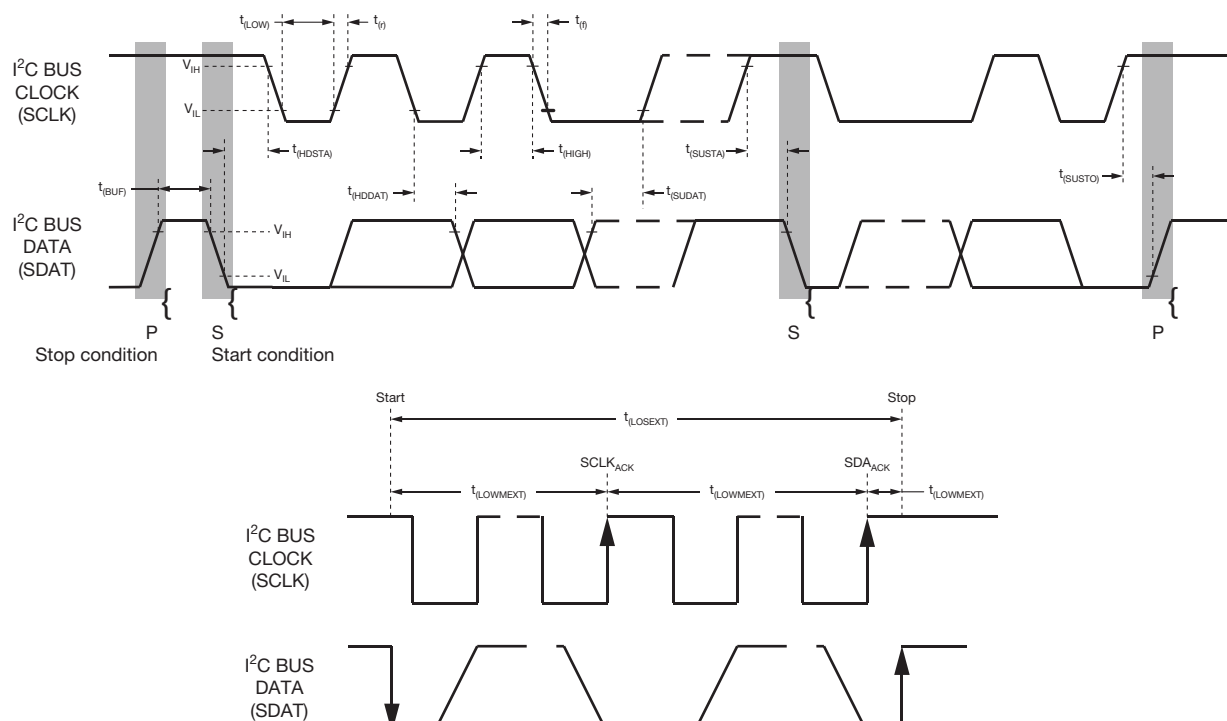 t(LOW) t(r) t(f)
I²C BUS
CLOCK
(SCLK)
VIH
VIL
t(HDSTA) t(HIGH) t(SUSTA)
t(BUF) t(HDDAT) t(SUDAT) t(SUSTO)
I²C BUS
DATA
(SDAT)
VIH
VIL
{ { { {
P S S P
Stop condition Start condition
Start Stop
t(LOSEXT)
SCLKACK SDAACK
t(LOWMEXT) t(LOWMEXT) t(LOWMEXT)
I²C BUS
CLOCK
(SCLK)
I²C BUS
DATA
(SDAT)